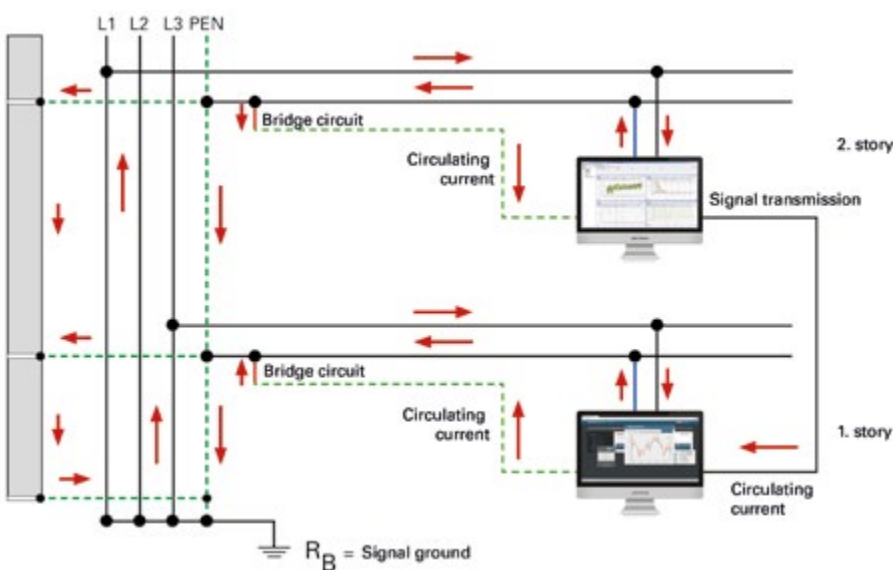 L1 L2 L3 PEN
Bridge circuit
2. story
Circulating
current
Signal transmission
Bridge circuit
Circulating
current
1. story
Circulating
current
RB = Signal ground